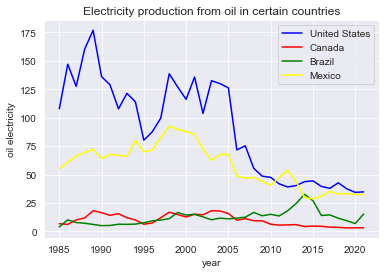 Electricity production from oil in certain countries
United States
Canada
Brazil
Mexico
oil electricity
175
150
125
100
75
50
25
0
1985 1990 1995 2000 2005 2010 2015 2020
year